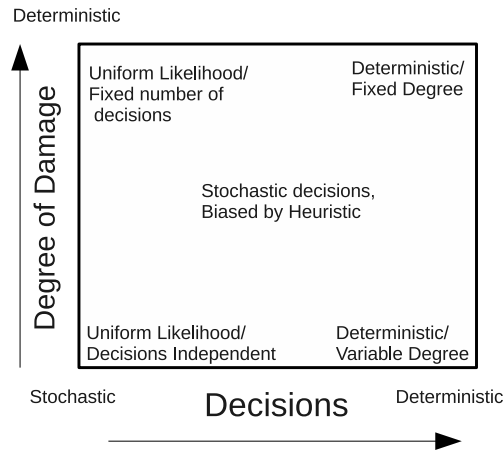 Deterministic
Uniform Likelihood/
Fixed number of
decisions
Deterministic/
Fixed Degree
Stochastic decisions,
Biased by Heuristic
Uniform Likelihood/
Decisions Independent
Deterministic/
Variable Degree
Degree of Damage
Stochastic
Decisions
Deterministic